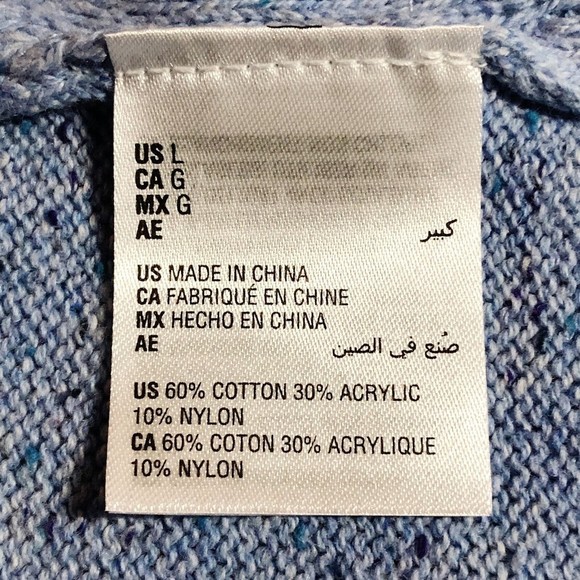 US L
CA G
MX G
AE كبير
US MADE IN CHINA
CA FABRIQUÉ EN CHINE
MX HECHO EN CHINA
AE صُنع في الصين
US 60% COTTON 30% ACRYLIC
10% NYLON
CA 60% COTON 30% ACRYLIQUE
10% NYLON